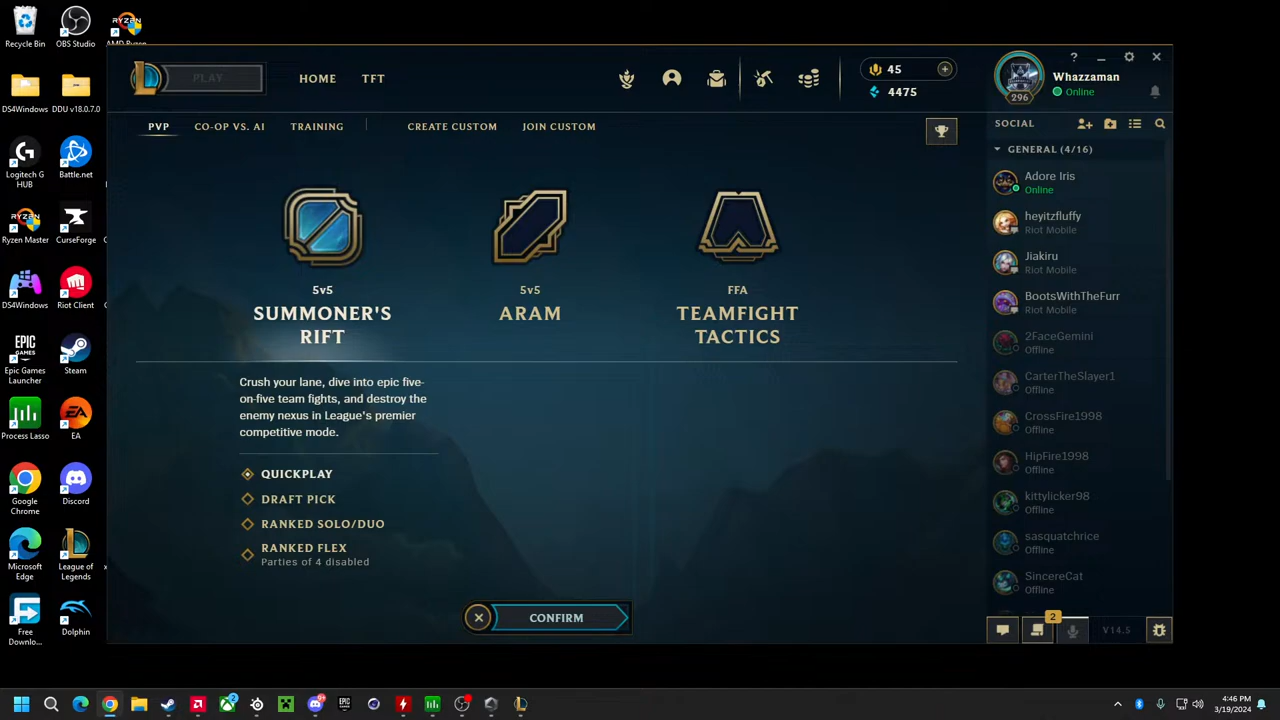 Recycle Bin
OBS Studio
RYZEN
DS4Windows
DDU v18.0.7.0
Logitech G HUB
Battle.net
Ryzen Master
CurseForge
DS4Windows
Riot Client
EPIC GAMES
Epic Games Launcher
Steam
Process Lasso
EA
Google Chrome
Discord
Microsoft Edge
League of Legends
Free Downlo...
Dolphin
PLAY
HOME
TFT
45
4475
296
Whazzaman
Online
PVP
CO-OP VS. AI
TRAINING
CREATE CUSTOM
JOIN CUSTOM
5v5
SUMMONER'S
RIFT
5v5
ARAM
FFA
TEAMFIGHT
TACTICS
Crush your lane, dive into epic five-
on-five team fights, and destroy the
enemy nexus in League's premier
competitive mode.
QUICKPLAY
DRAFT PICK
RANKED SOLO/DUO
RANKED FLEX
Parties of 4 disabled
CONFIRM
SOCIAL
GENERAL (4/16)
Adore Iris
Online
heyitzfluffy
Riot Mobile
Jiakiru
Riot Mobile
BootsWithTheFurr
Riot Mobile
2FaceGemini
Offline
CarterTheSlayer1
Offline
CrossFire1998
Offline
HipFire1998
Offline
kittylicker98
Offline
sasquatchrice
Offline
SincereCat
Offline
2
V14.5
2
9+
4:46 PM
3/19/2024